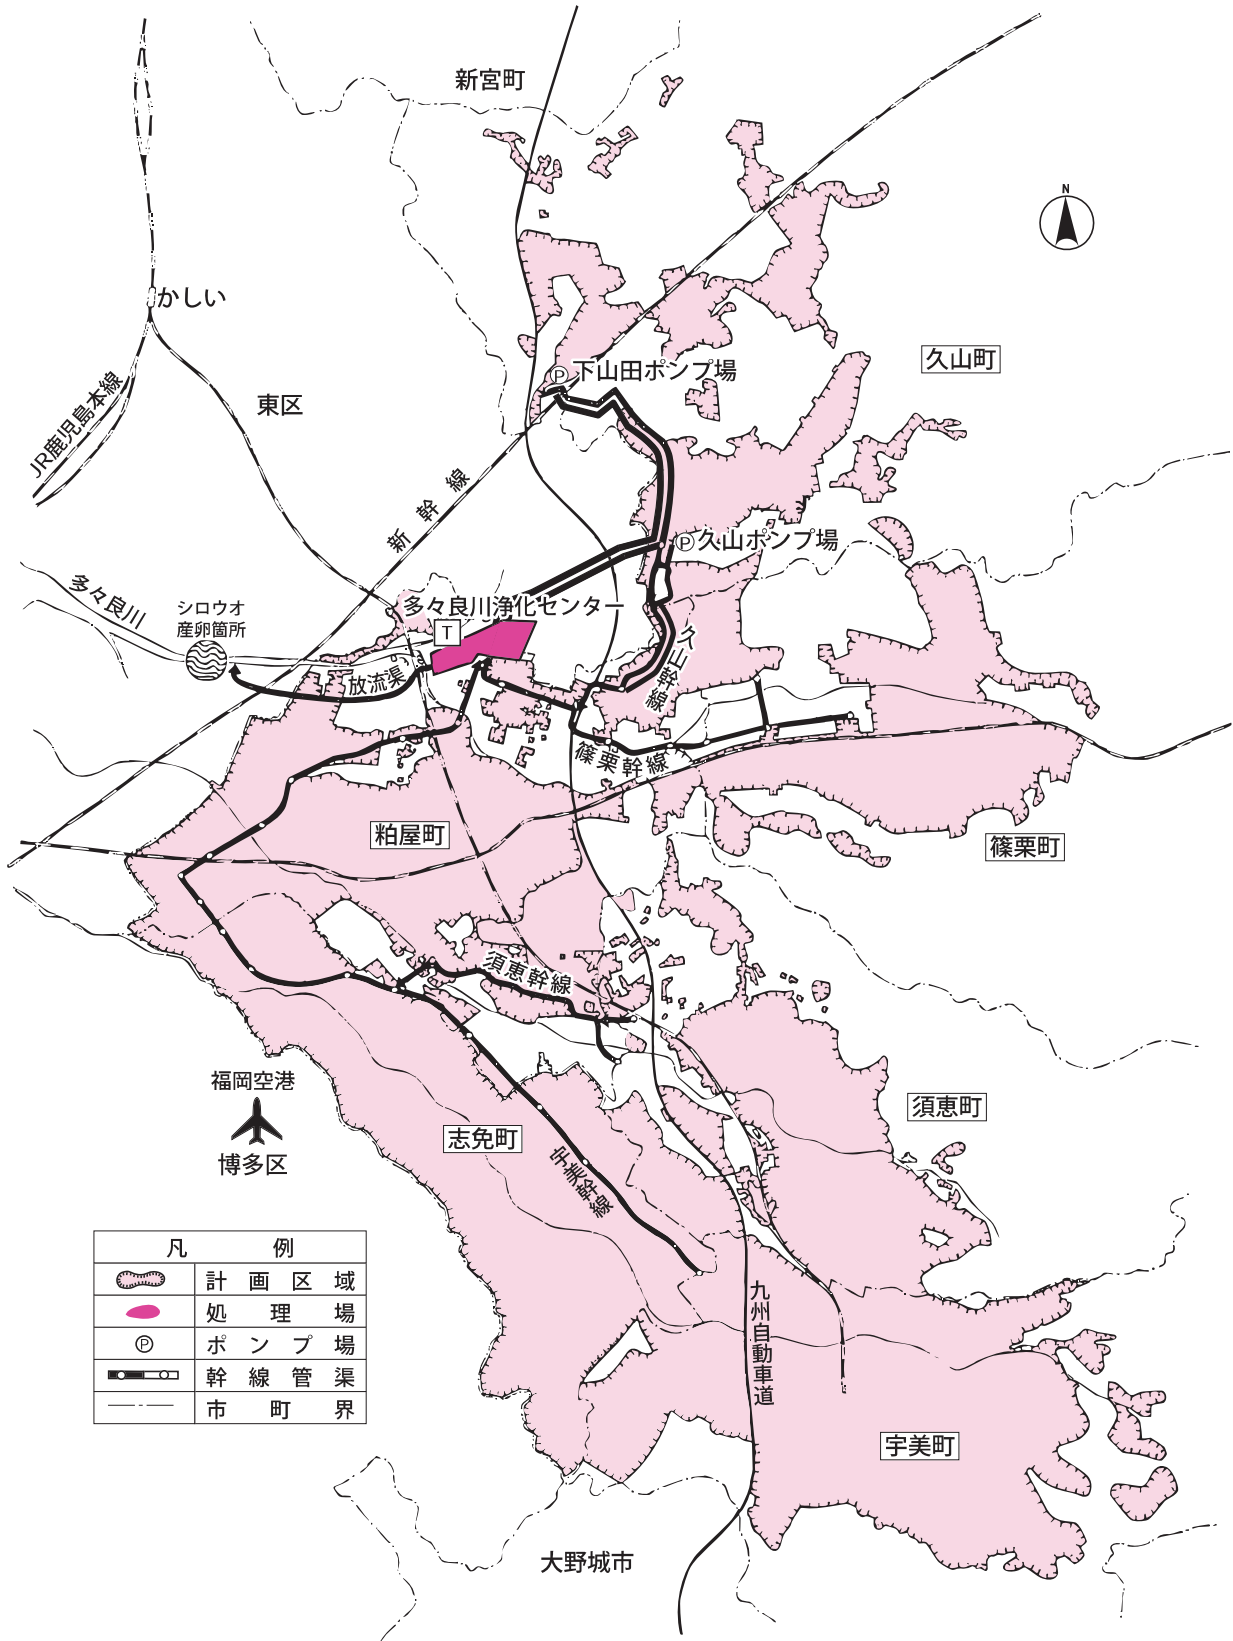 新宮町
N
かしい
久山町
下山田ポンプ場
P
東区
JR鹿児島本線
新幹線
久山ポンプ場
P
多々良川
シロウオ
産卵箇所
多々良川浄化センター
T
久山幹線
放流渠
篠栗幹線
粕屋町
篠栗町
須恵幹線
福岡空港
博多区
志免町
須恵町
宇美幹線
九州自動車道
宇美町
大野城市
凡例
計画区域
処理場
P ポンプ場
幹線管渠
市町界